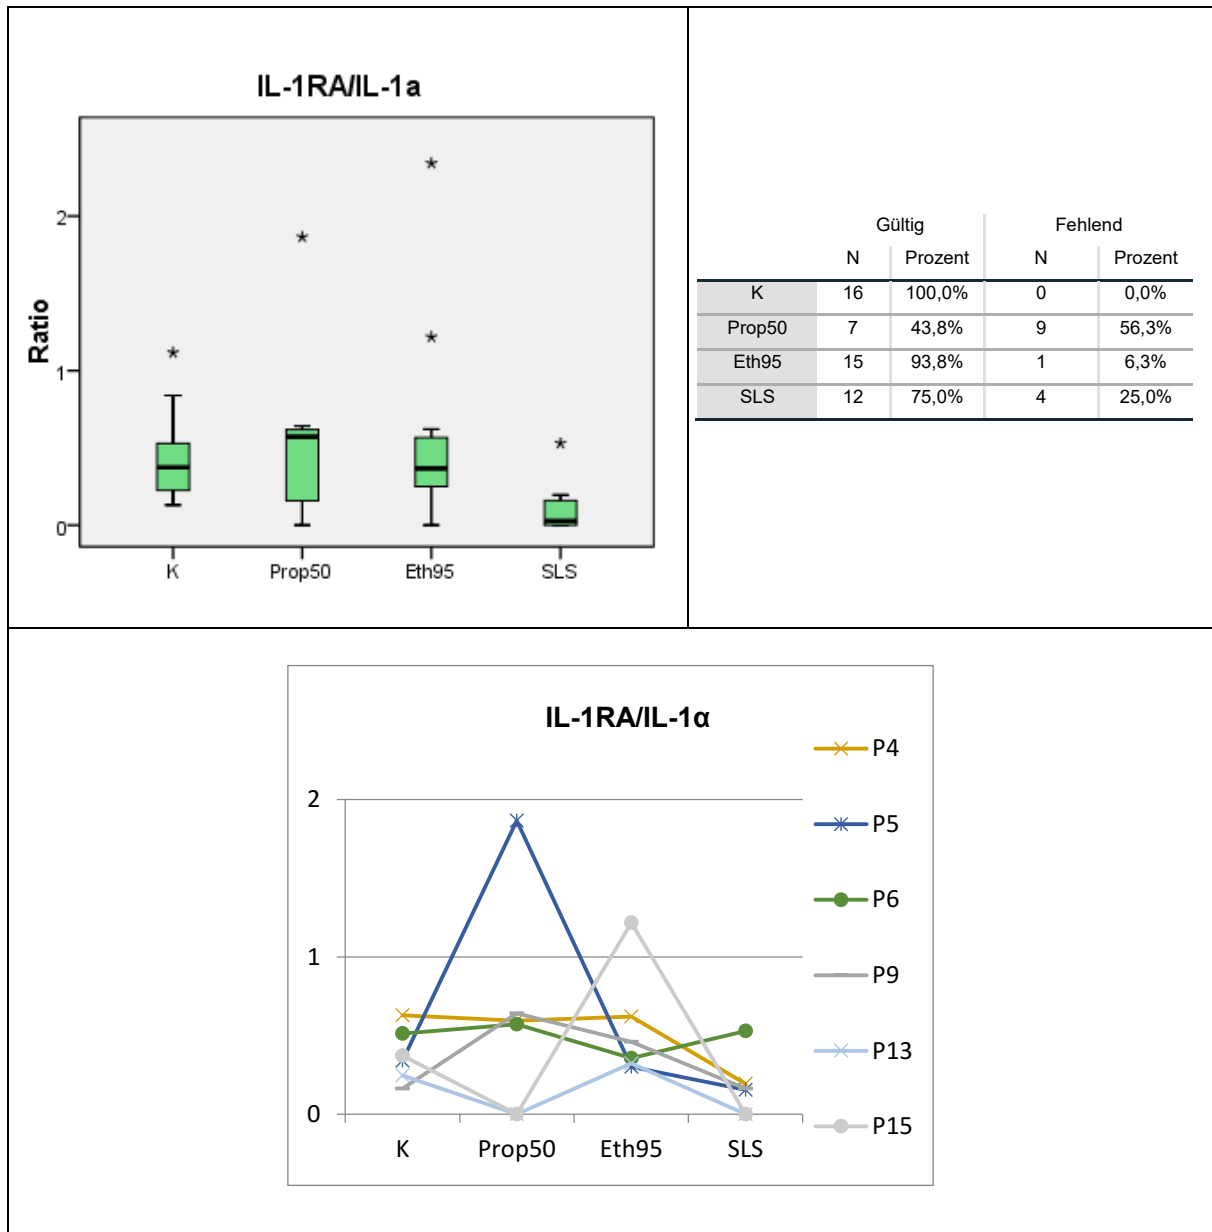 IL-1RA/IL-1a
Ratio
2
1
0
K Prop50 Eth95 SLS
Gültig Fehlend
N Prozent N Prozent
K 16 100,0% 0 0,0%
Prop50 7 43,8% 9 56,3%
Eth95 15 93,8% 1 6,3%
SLS 12 75,0% 4 25,0%
IL-1RA/IL-1α
2
1
0
K Prop50 Eth95 SLS
P4
P5
P6
P9
P13
P15